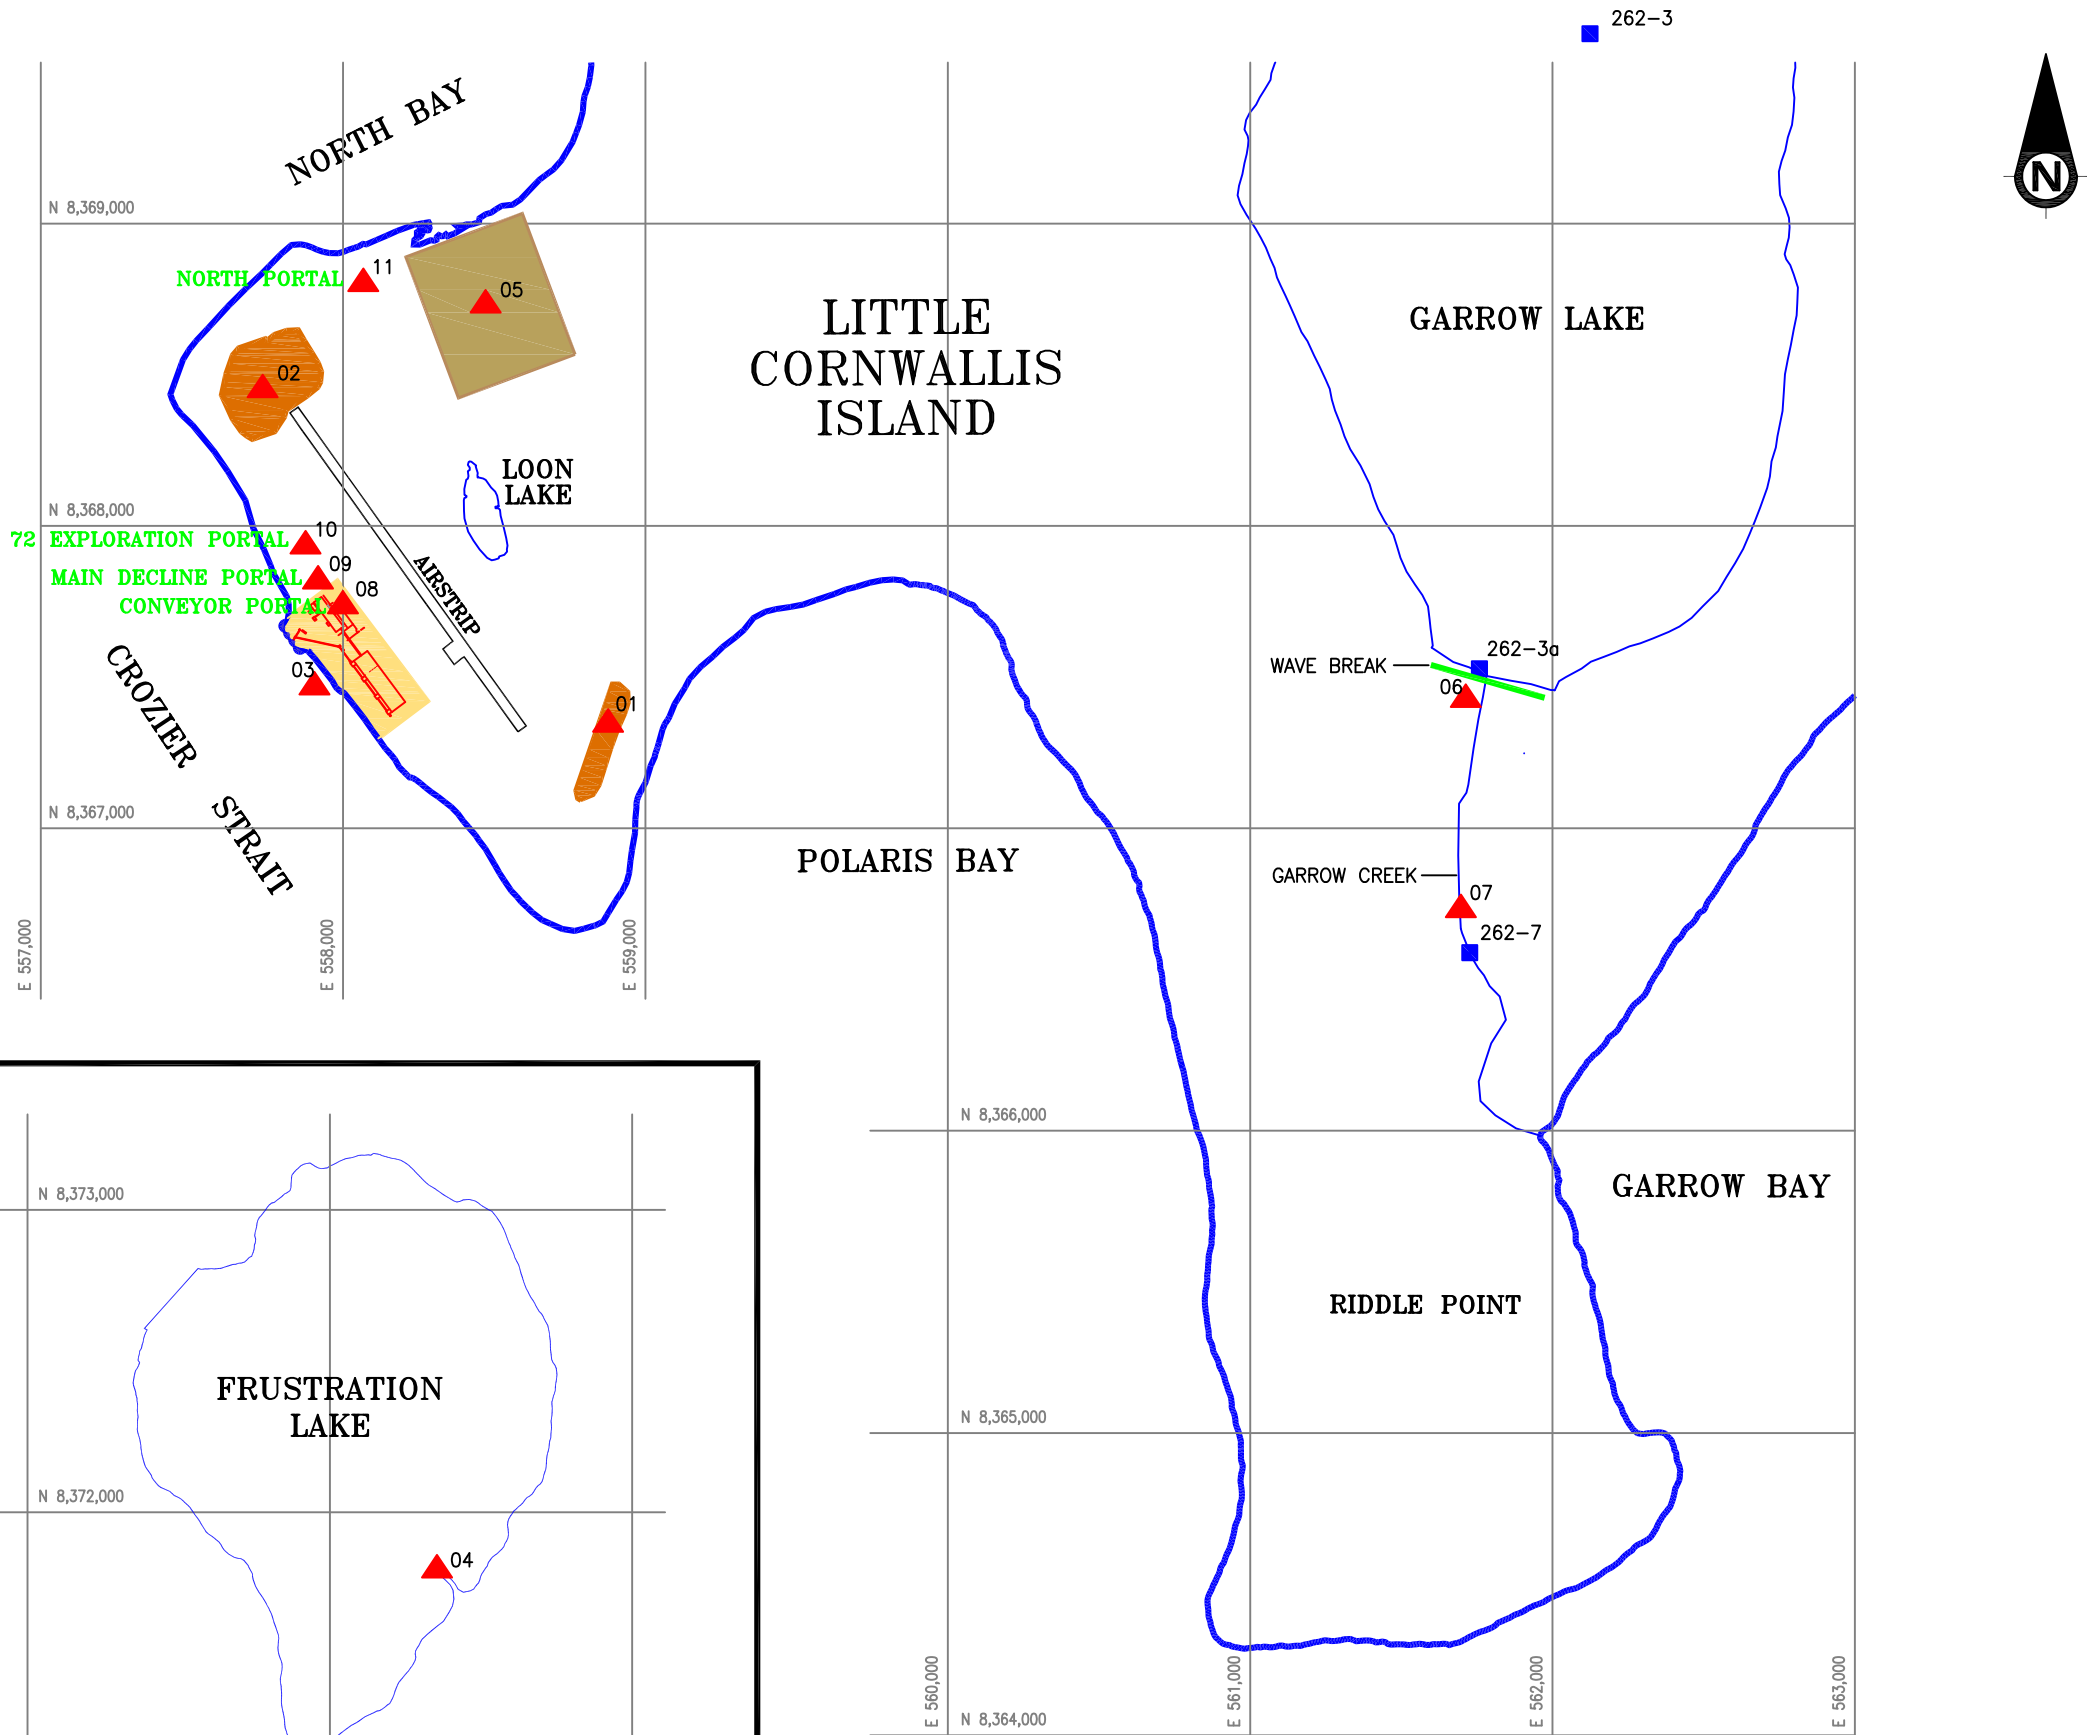 262-3
N
NORTH BAY
N 8,369,000
11
NORTH PORTAL
05
LITTLE
CORNWALLIS
ISLAND
GARROW LAKE
02
LOON
LAKE
N 8,368,000
10
72 EXPLORATION PORTAL
09
MAIN DECLINE PORTAL
08
CONVEYOR PORTAL
AIRSTRIP
03
CROZIER STRAIT
01
262-3a
WAVE BREAK
06
N 8,367,000
POLARIS BAY
GARROW CREEK
07
262-7
E 557,000
E 558,000
E 559,000
N 8,366,000
GARROW BAY
N 8,373,000
RIDDLE POINT
FRUSTRATION
LAKE
N 8,365,000
N 8,372,000
04
E 560,000
E 561,000
E 562,000
E 563,000
N 8,364,000